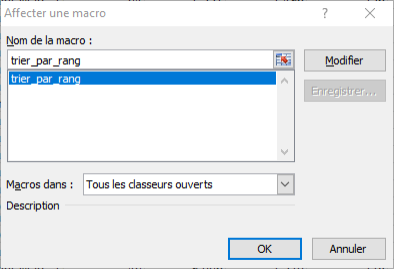 Affecter une macro
Nom de la macro :
trier_par_rang
Modifier
trier_par_rang
Enregistrer...
Macros dans :
Tous les classeurs ouverts
Description
OK
Annuler